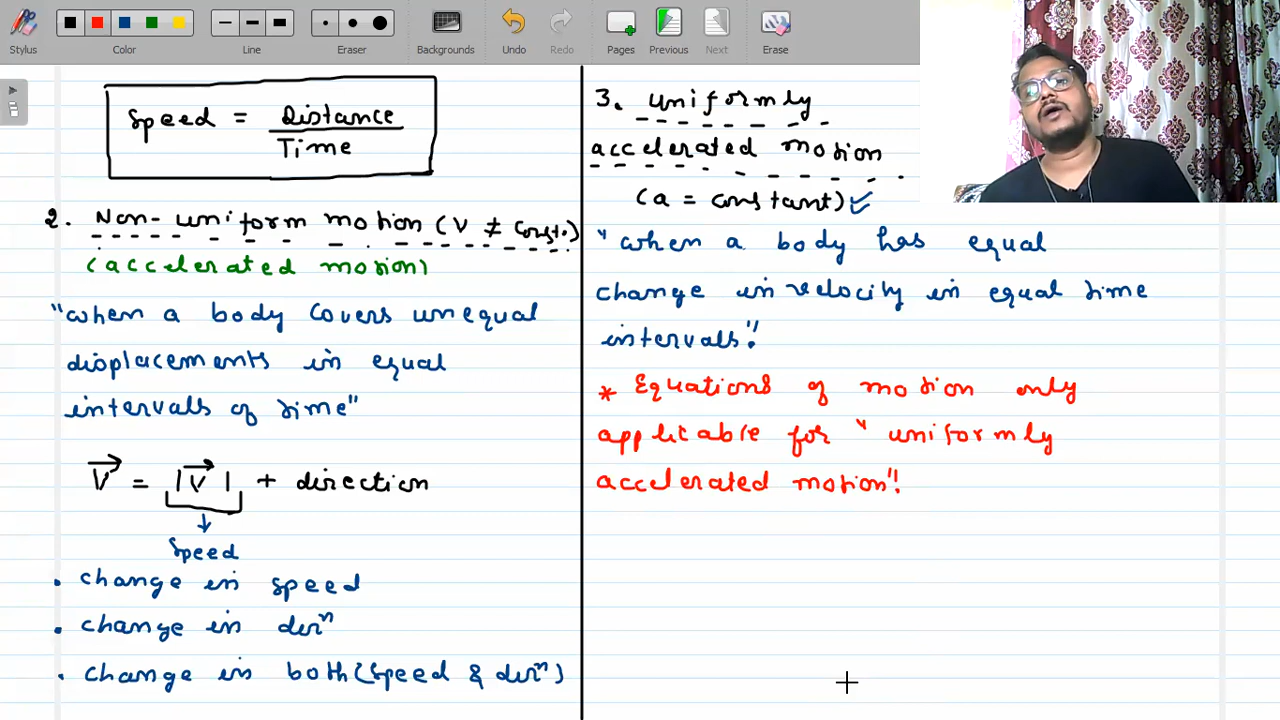 Stylus
Color
Line
Eraser
Backgrounds
Undo
Redo
Pages
Previous
Next
Erase
Speed = Distance
Time
2. Non-uniform motion (V ≠ Const.)
(accelerated motion)
"when a body covers unequal
displacements in equal
intervals of time"
V⃗ = |V⃗| + direction
Speed
• change in speed
• change in dirⁿ
• change in both (Speed & dirⁿ)
3. uniformly
accelerated motion
(a = constant)
"when a body has equal
change in velocity in equal time
intervals".
* Equations of motion only
applicable for "uniformly
accelerated motion".